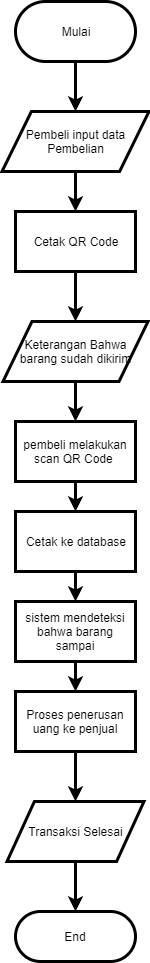 Mulai
Pembeli input data
Pembelian
Cetak QR Code
Keterangan Bahwa
barang sudah dikirim
pembeli melakukan
scan QR Code
Cetak ke database
sistem mendeteksi
bahwa barang
sampai
Proses penerusan
uang ke penjual
Transaksi Selesai
End